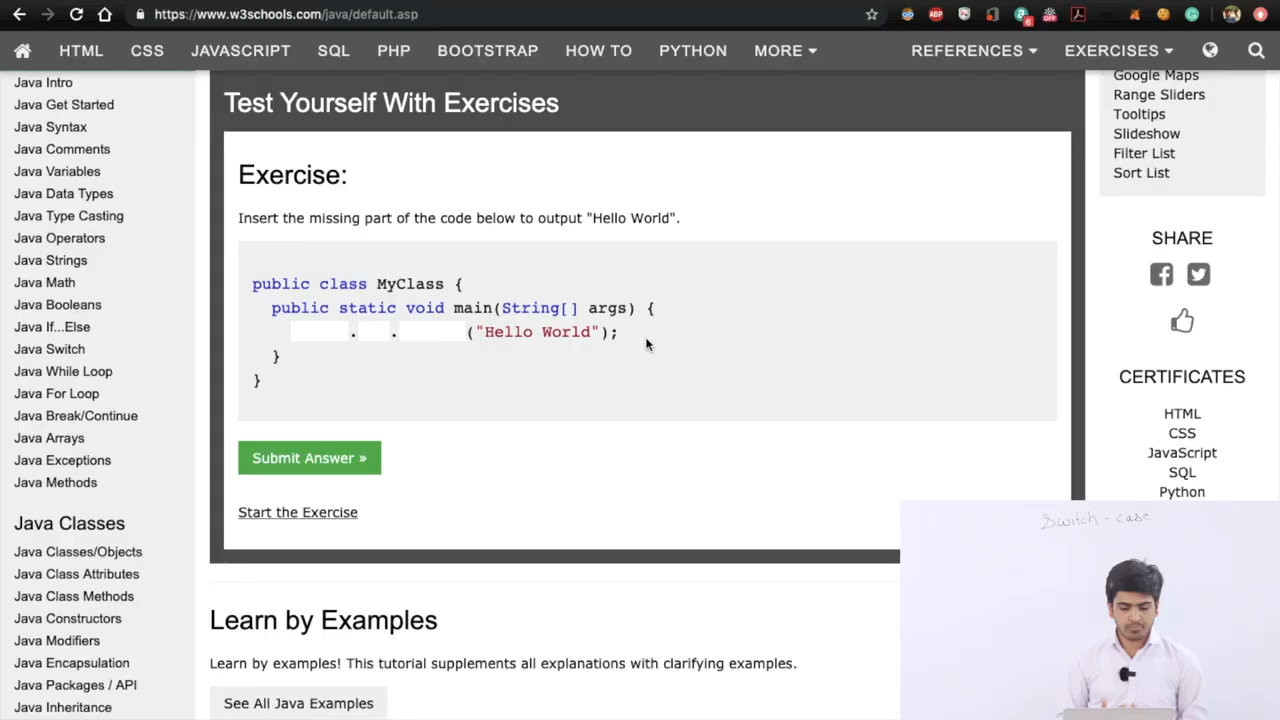 https://www.w3schools.com/java/default.asp
6
ABP
OFF
HTML CSS JAVASCRIPT SQL PHP BOOTSTRAP HOW TO PYTHON MORE REFERENCES EXERCISES
Java Intro
Java Get Started
Java Syntax
Java Comments
Java Variables
Java Data Types
Java Type Casting
Java Operators
Java Strings
Java Math
Java Booleans
Java If...Else
Java Switch
Java While Loop
Java For Loop
Java Break/Continue
Java Arrays
Java Exceptions
Java Methods
Java Classes
Java Classes/Objects
Java Class Attributes
Java Class Methods
Java Constructors
Java Modifiers
Java Encapsulation
Java Packages / API
Java Inheritance
Test Yourself With Exercises
Exercise:
Insert the missing part of the code below to output "Hello World".
public class MyClass {
public static void main(String[] args) {
. . ("Hello World");
}
}
Submit Answer »
Start the Exercise
Learn by Examples
Learn by examples! This tutorial supplements all explanations with clarifying examples.
See All Java Examples
Google Maps
Range Sliders
Tooltips
Slideshow
Filter List
Sort List
SHARE
CERTIFICATES
HTML
CSS
JavaScript
SQL
Python
Switch - case